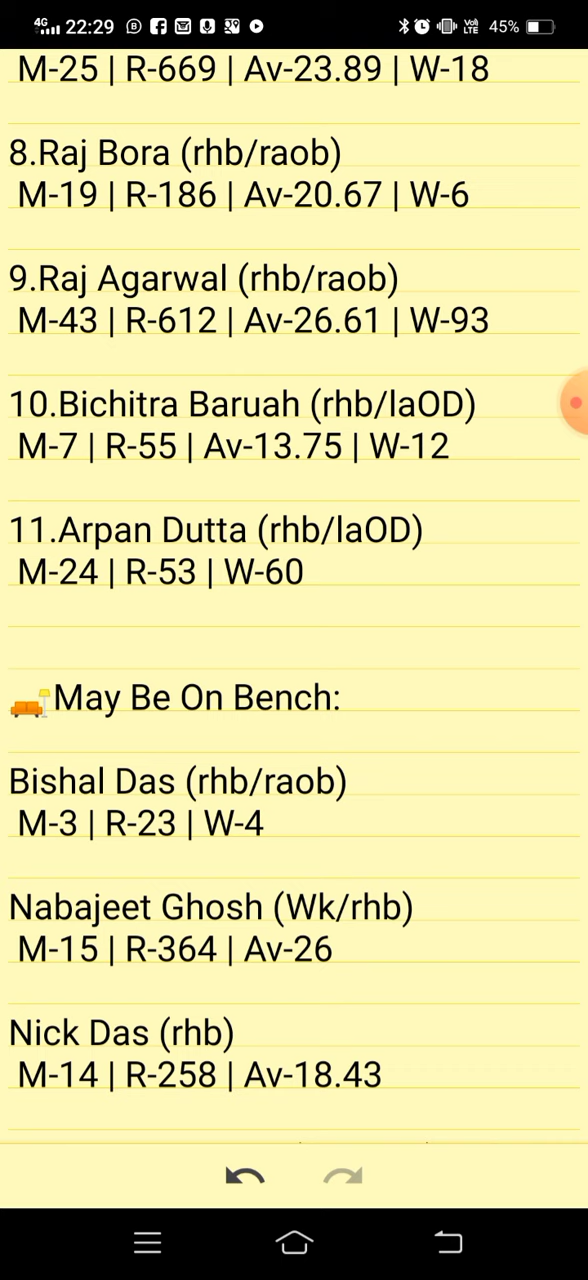 4G 22:29 45%
M-25 | R-669 | Av-23.89 | W-18
8.Raj Bora (rhb/raob)
M-19 | R-186 | Av-20.67 | W-6
9.Raj Agarwal (rhb/raob)
M-43 | R-612 | Av-26.61 | W-93
10.Bichitra Baruah (rhb/laOD)
M-7 | R-55 | Av-13.75 | W-12
11.Arpan Dutta (rhb/laOD)
M-24 | R-53 | W-60
🛋️May Be On Bench:
Bishal Das (rhb/raob)
M-3 | R-23 | W-4
Nabajeet Ghosh (Wk/rhb)
M-15 | R-364 | Av-26
Nick Das (rhb)
M-14 | R-258 | Av-18.43